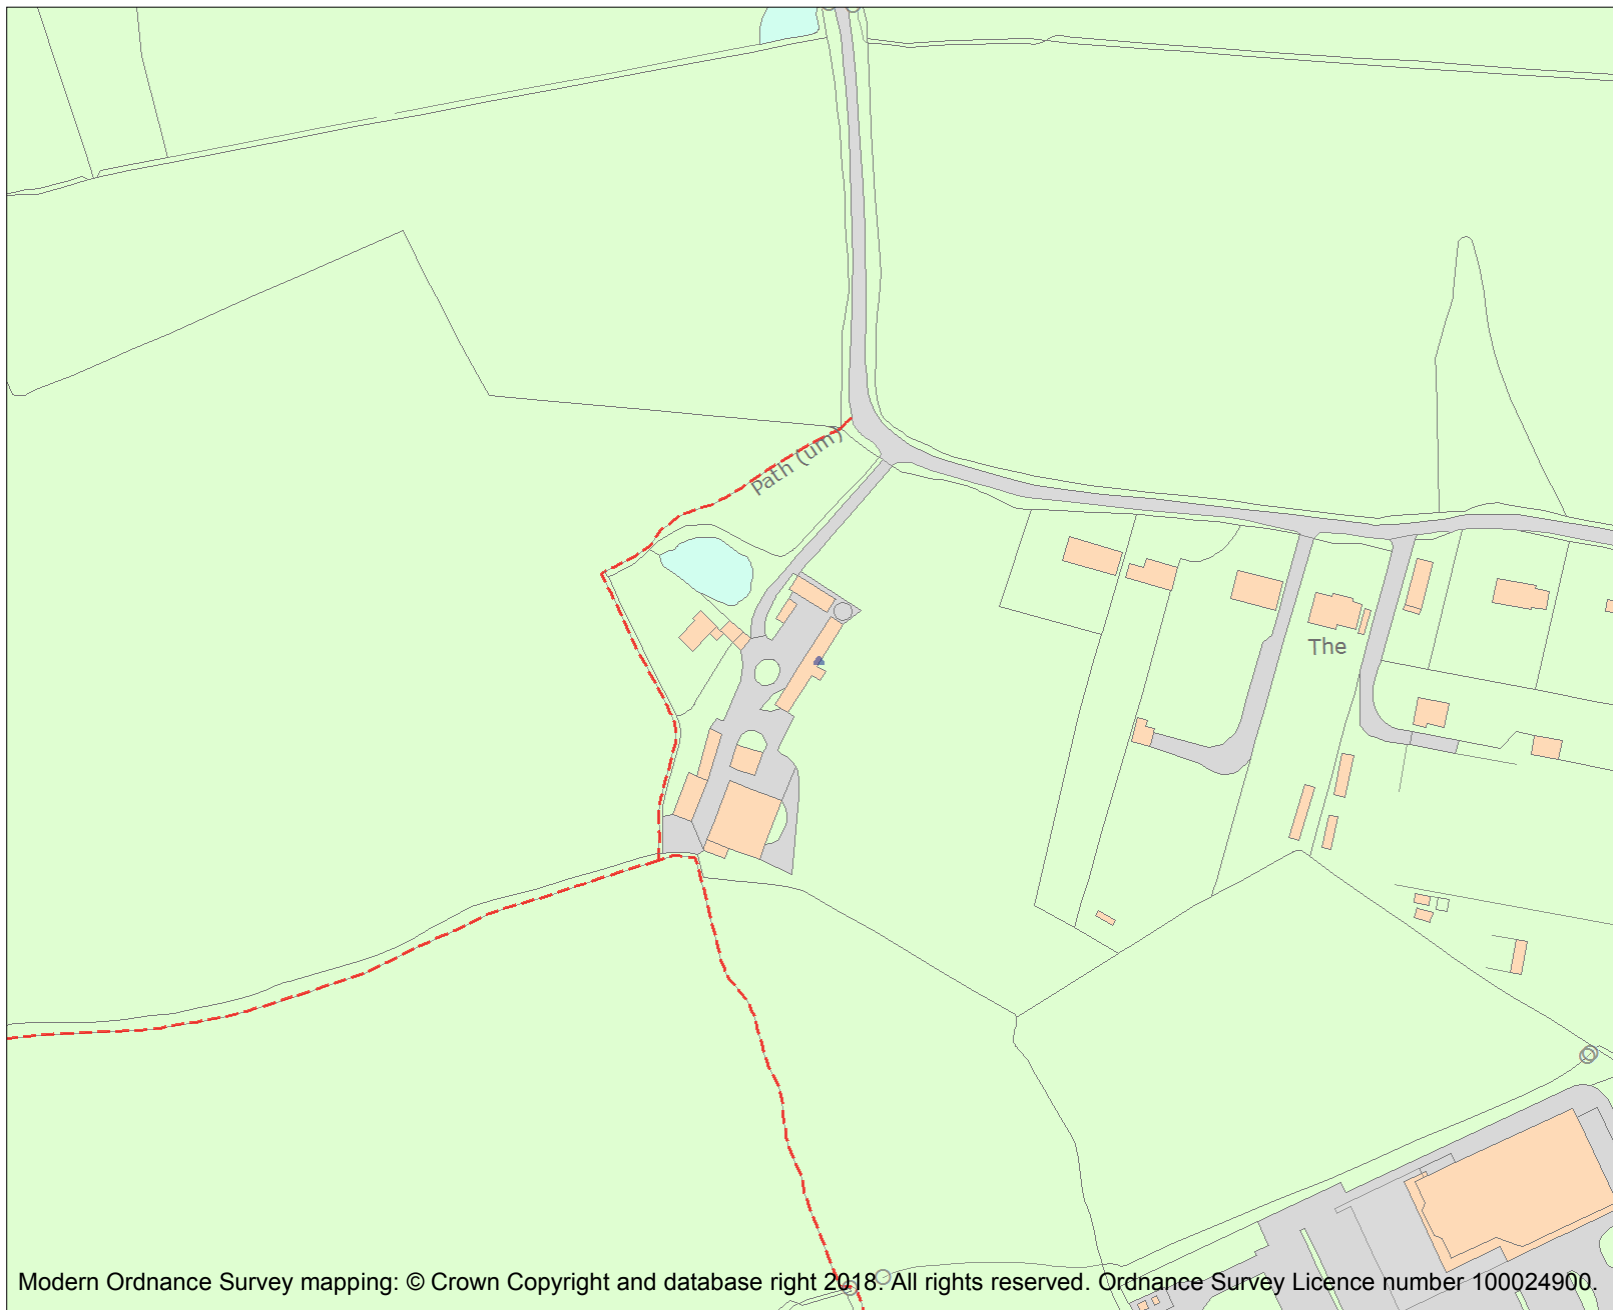 Path (um)
The
Modern Ordnance Survey mapping: © Crown Copyright and database right 2018. All rights reserved. Ordnance Survey Licence number 100024900.